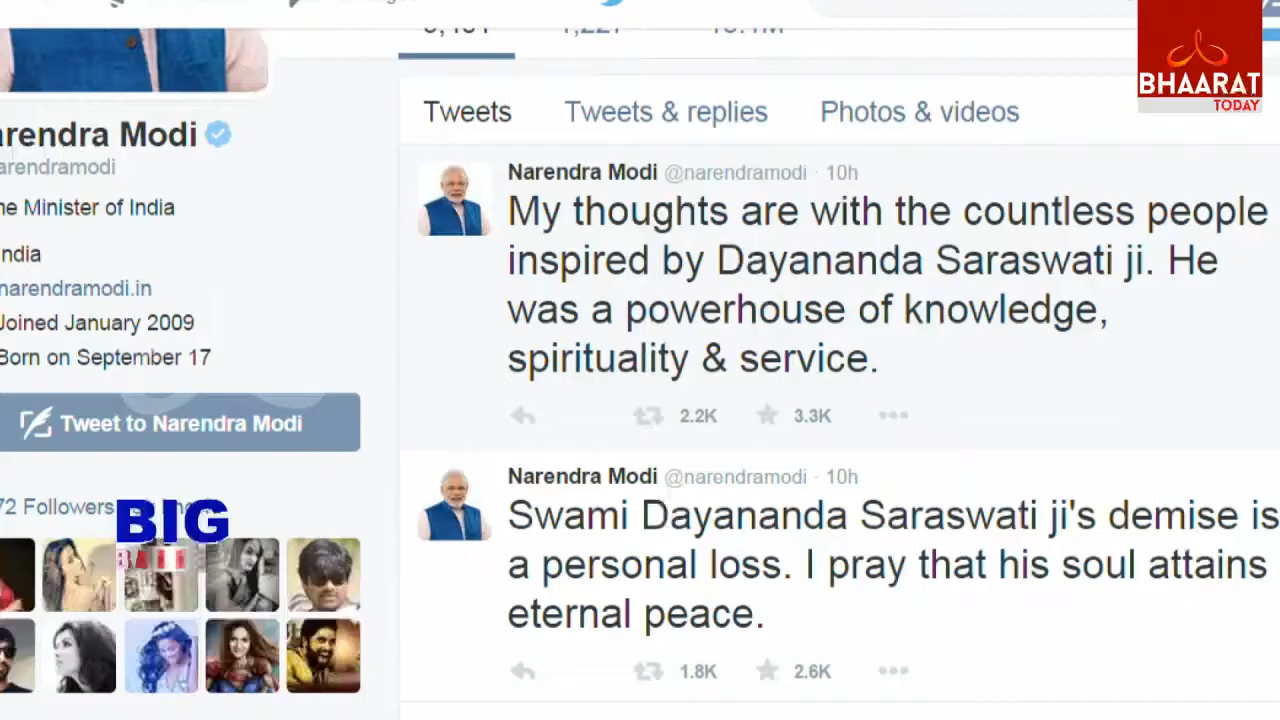 BHAARAT
TODAY
Tweets Tweets & replies Photos & videos
arendra Modi
arendramodi
ne Minister of India
ndia
narendramodi.in
Joined January 2009
Born on September 17
Tweet to Narendra Modi
72 Followers
BIG
Narendra Modi @narendramodi · 10h
My thoughts are with the countless people
inspired by Dayananda Saraswati ji. He
was a powerhouse of knowledge,
spirituality & service.
2.2K 3.3K
Narendra Modi @narendramodi · 10h
Swami Dayananda Saraswati ji's demise is
a personal loss. I pray that his soul attains
eternal peace.
1.8K 2.6K